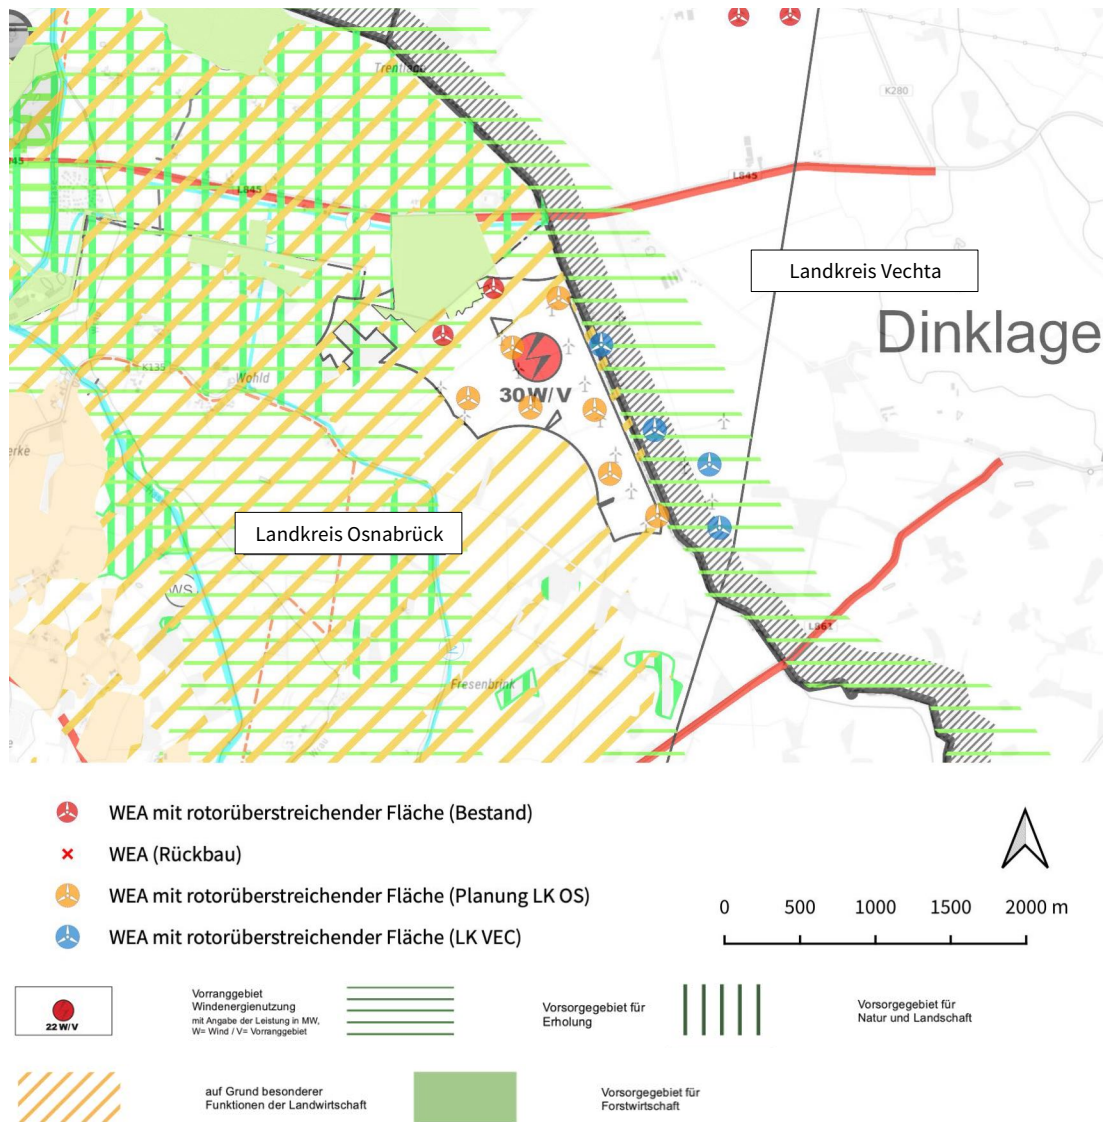 Trentlage
K280
L845
L845
Landkreis Vechta
Dinklage
K135
Wohld
30 W/V
erke
Landkreis Osnabrück
WS
L861
Fresenbrink
WEA mit rotorüberstreichender Fläche (Bestand)
WEA (Rückbau)
WEA mit rotorüberstreichender Fläche (Planung LK OS)
WEA mit rotorüberstreichender Fläche (LK VEC)
0 500 1000 1500 2000 m
22 W/V
Vorranggebiet
Windenergienutzung
mit Angabe der Leistung in MW,
W= Wind / V= Vorranggebiet
Vorsorgegebiet für
Erholung
Vorsorgegebiet für
Natur und Landschaft
auf Grund besonderer
Funktionen der Landwirtschaft
Vorsorgegebiet für
Forstwirtschaft